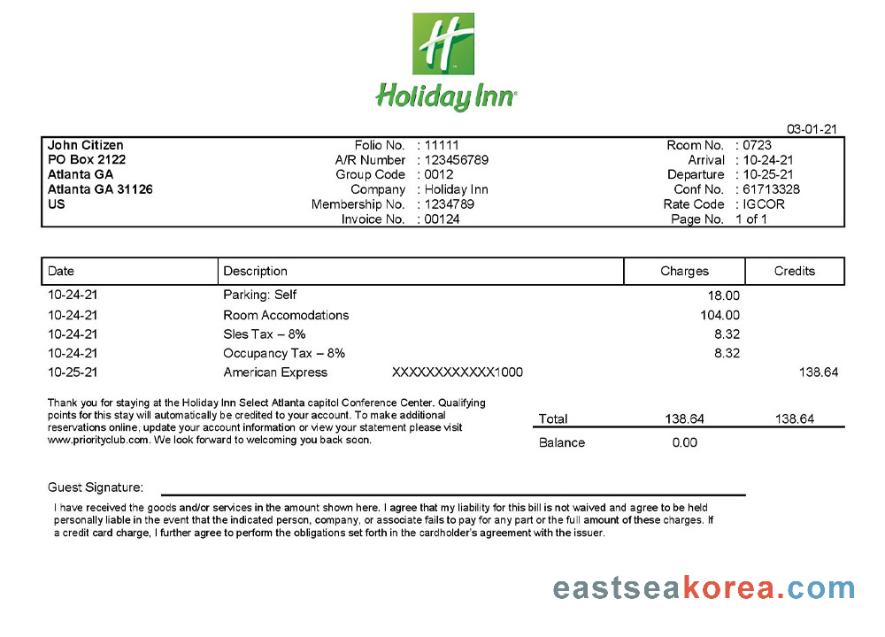 Holiday Inn
03-01-21
John Citizen Folio No. : 11111 Room No. : 0723
PO Box 2122 A/R Number : 123456789 Arrival : 10-24-21
Atlanta GA Group Code : 0012 Departure : 10-25-21
Atlanta GA 31126 Company : Holiday Inn Conf No. : 61713328
US Membership No. : 1234789 Rate Code : IGCOR
Invoice No. : 00124 Page No. 1 of 1
Date Description Charges Credits
10-24-21 Parking: Self 18.00
10-24-21 Room Accomodations 104.00
10-24-21 Sles Tax – 8% 8.32
10-24-21 Occupancy Tax – 8% 8.32
10-25-21 American Express XXXXXXXXXXXX1000 138.64
Thank you for staying at the Holiday Inn Select Atlanta capitol Conference Center. Qualifying
points for this stay will automatically be credited to your account. To make additional
reservations online, update your account information or view your statement please visit
www.priorityclub.com. We look forward to welcoming you back soon.
Total 138.64 138.64
Balance 0.00
Guest Signature:
I have received the goods and/or services in the amount shown here. I agree that my liability for this bill is not waived and agree to be held
personally liable in the event that the indicated person, company, or associate fails to pay for any part or the full amount of these charges. If
a credit card charge, I further agree to perform the obligations set forth in the cardholder's agreement with the issuer.
eastseakorea.com